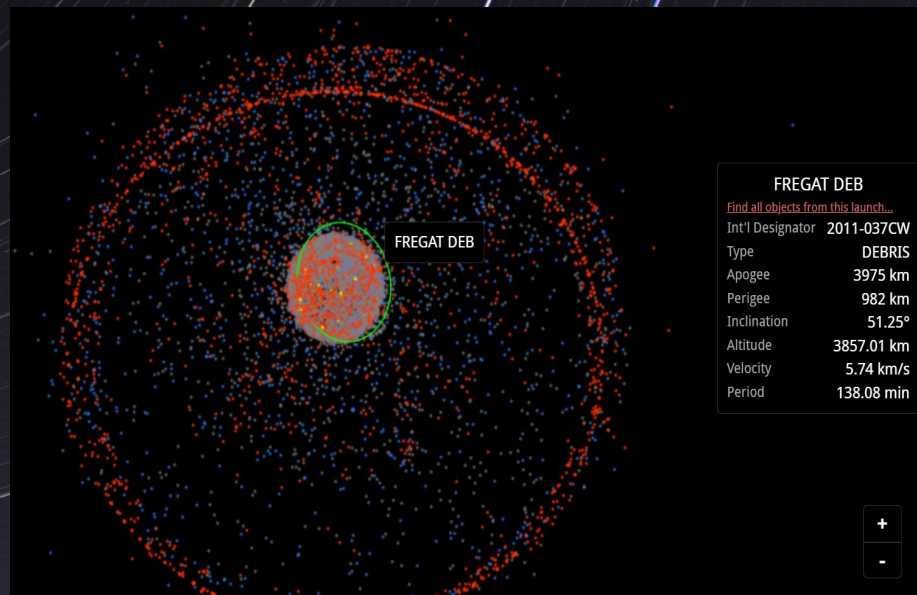 FREGAT DEB
FREGAT DEB
Find all objects from this launch...
Int'l Designator 2011-037CW
Type DEBRIS
Apogee 3975 km
Perigee 982 km
Inclination 51.25°
Altitude 3857.01 km
Velocity 5.74 km/s
Period 138.08 min
+
-